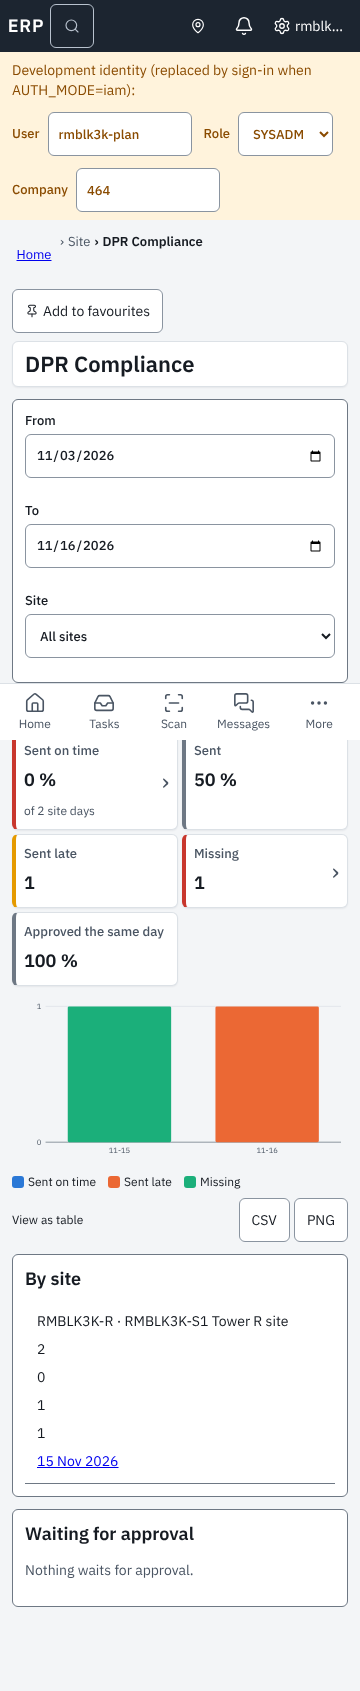 ERP
rmblk...
Development identity (replaced by sign-in when
AUTH_MODE=iam):
User rmblk3k-plan Role SYSADM
Company 464
Home › Site › DPR Compliance
Add to favourites
DPR Compliance
From
11/03/2026
To
11/16/2026
Site
All sites
Home Tasks Scan Messages More
Sent on time Sent
0 % 50 %
of 2 site days
Sent late Missing
1 1
Approved the same day
100 %
1
0
11-15 11-16
Sent on time Sent late Missing
View as table CSV PNG
By site
RMBLK3K-R · RMBLK3K-S1 Tower R site
2
0
1
1
15 Nov 2026
Waiting for approval
Nothing waits for approval.